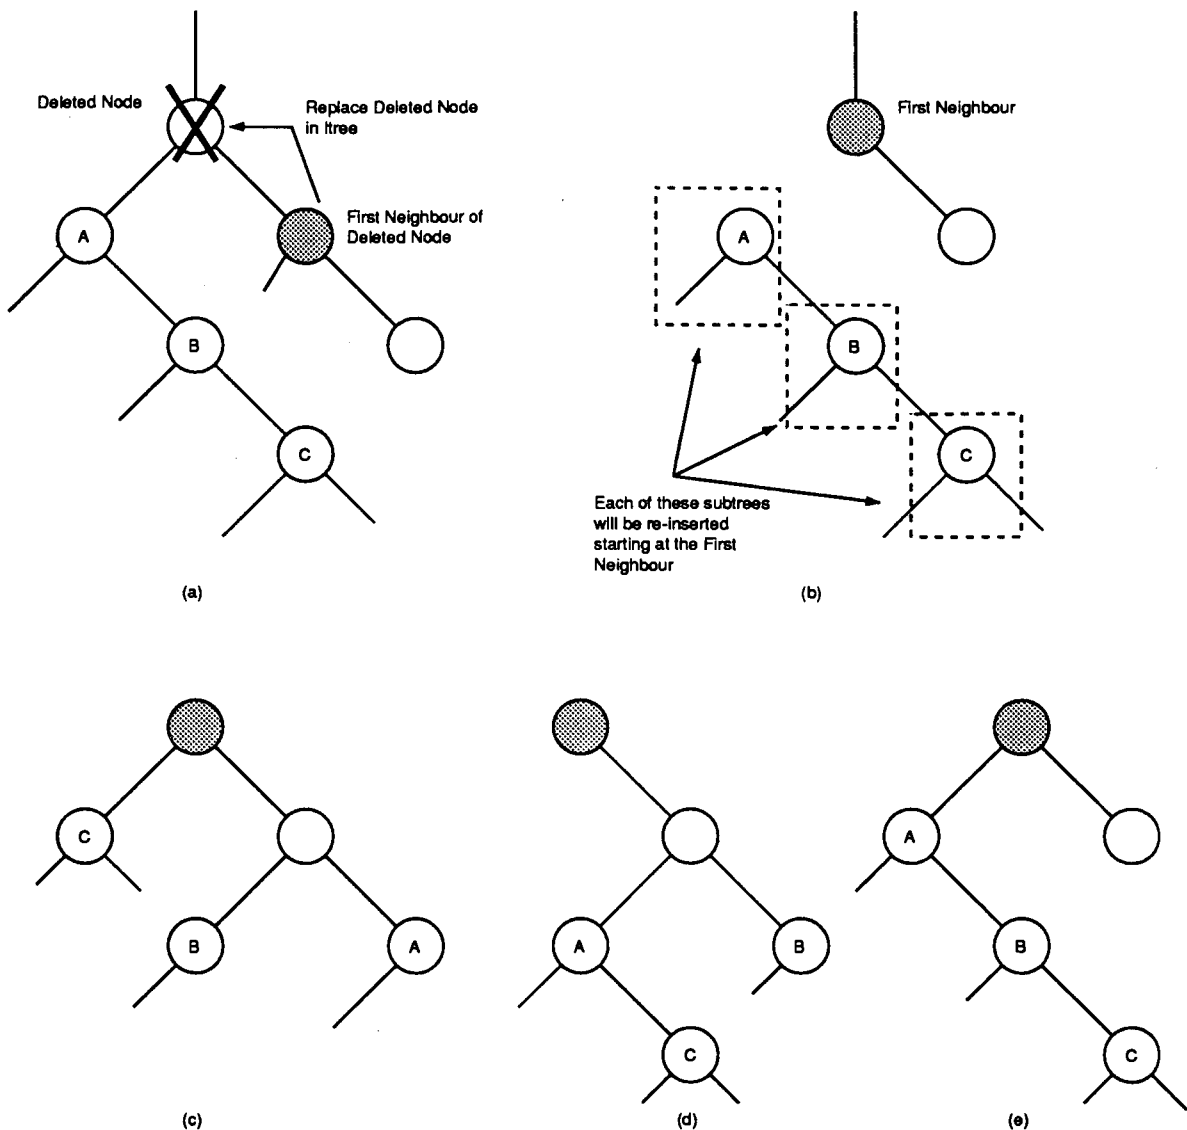 Deleted Node
Replace Deleted Node
in Itree
First Neighbour of
Deleted Node
A
B
C
(a)
First Neighbour
A
B
C
Each of these subtrees
will be re-inserted
starting at the First
Neighbour
(b)
C
B
A
(c)
A
B
C
(d)
A
B
C
(e)